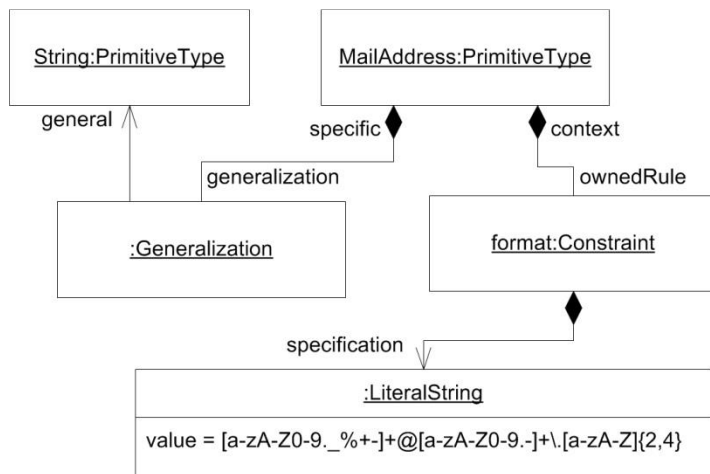 String:PrimitiveType
MailAddress:PrimitiveType
general
specific
context
generalization
ownedRule
:Generalization
format:Constraint
specification
:LiteralString
value = [a-zA-Z0-9._%+-]+@[a-zA-Z0-9.-]+\.[a-zA-Z]{2,4}